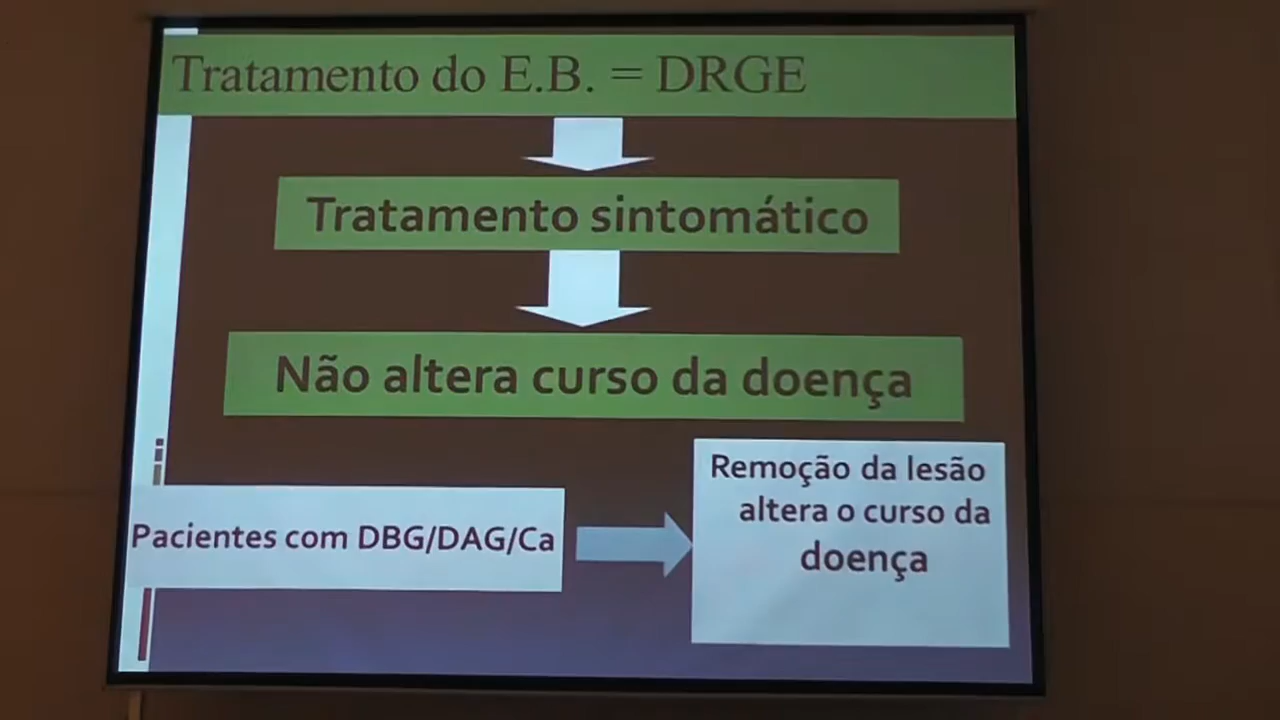 Tratamento do E.B. = DRGE
Tratamento sintomático
Não altera curso da doença
Pacientes com DBG/DAG/Ca
Remoção da lesão
altera o curso da
doença